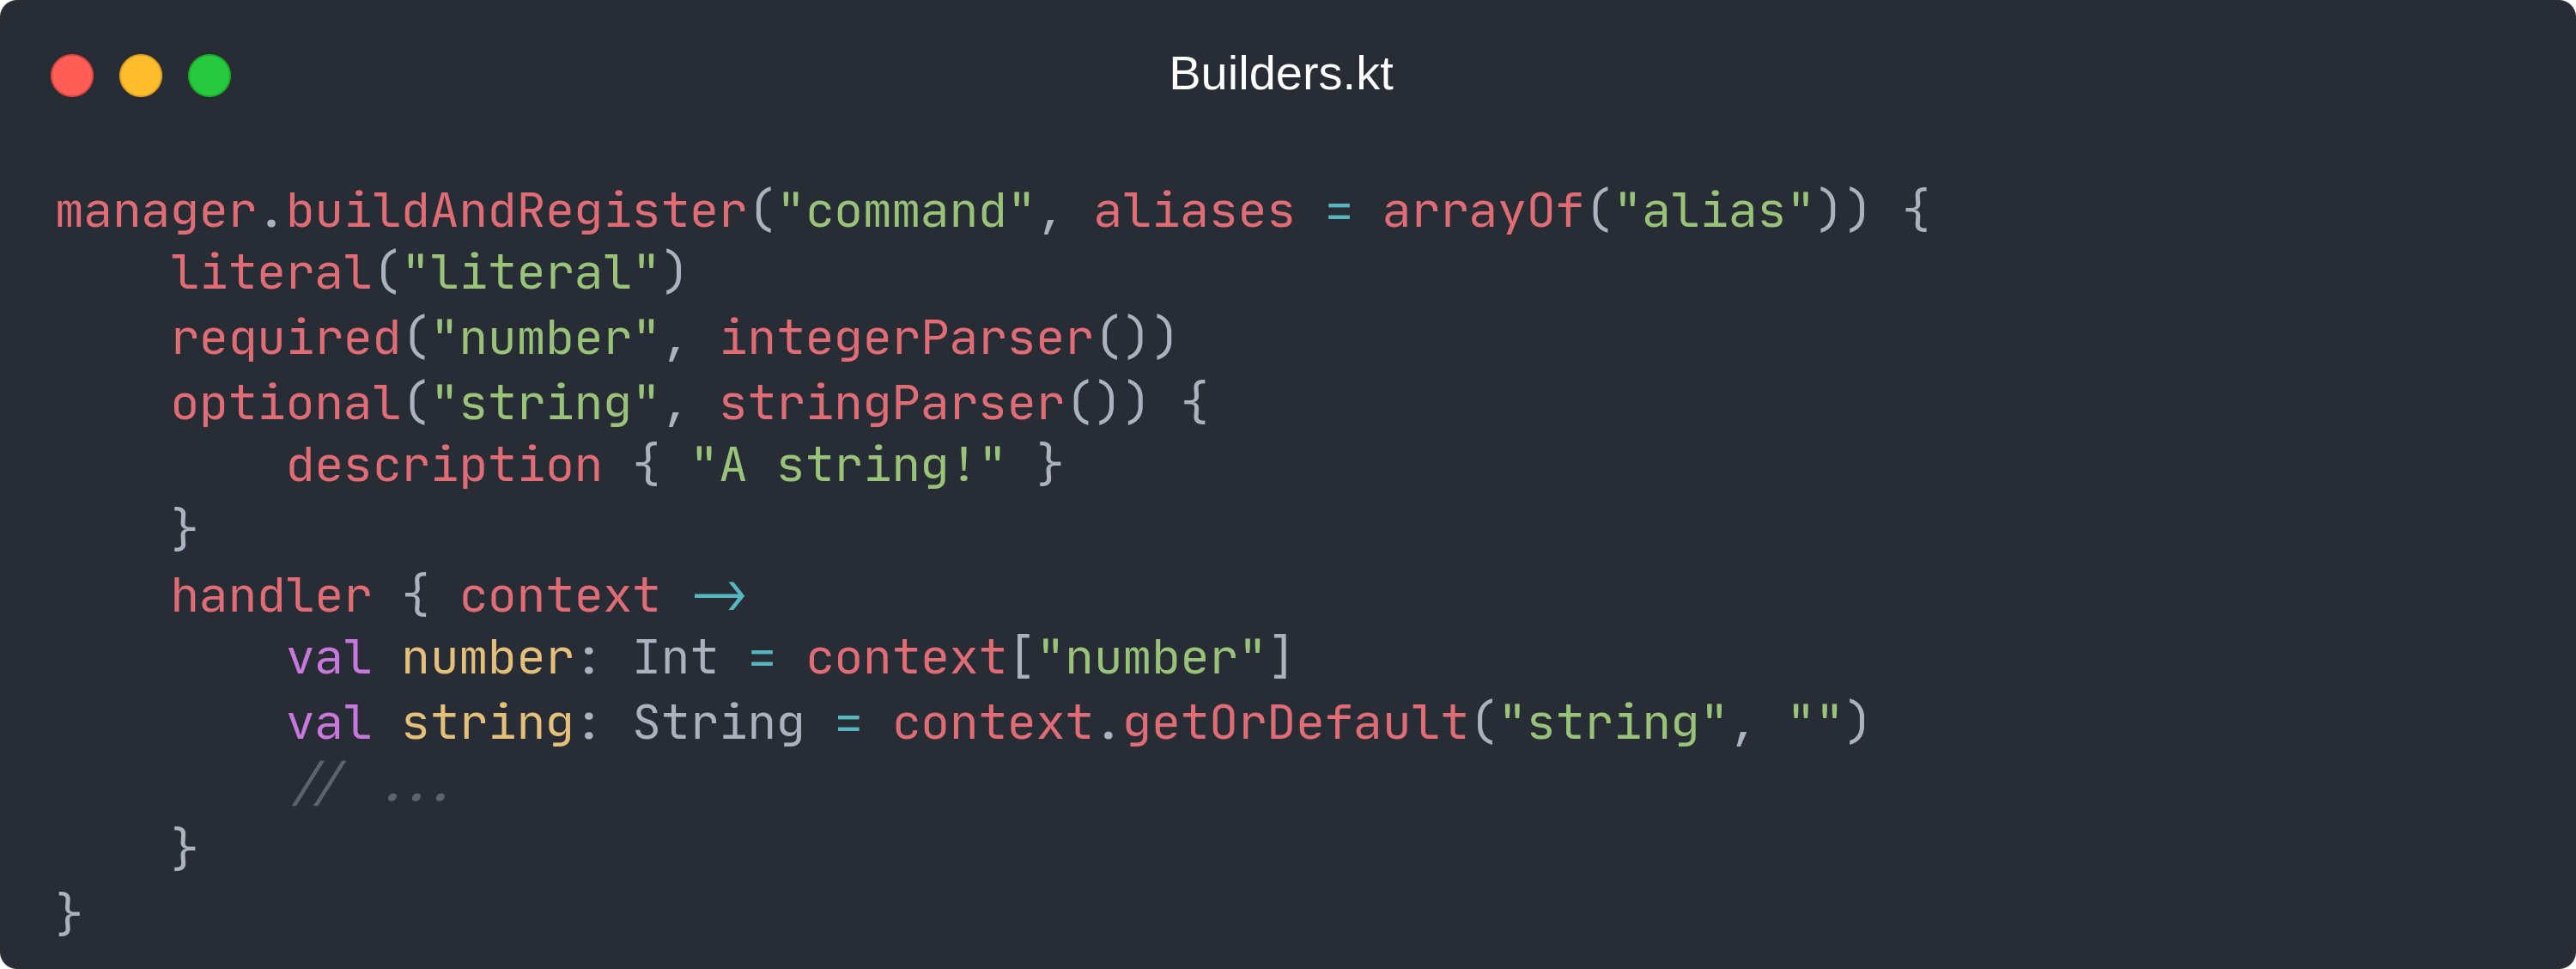 Builders.kt
manager.buildAndRegister("command", aliases = arrayOf("alias")) {
    literal("literal")
    required("number", integerParser())
    optional("string", stringParser()) {
        description { "A string!" }
    }
    handler { context ->
        val number: Int = context["number"]
        val string: String = context.getOrDefault("string", "")
        // ...
    }
}